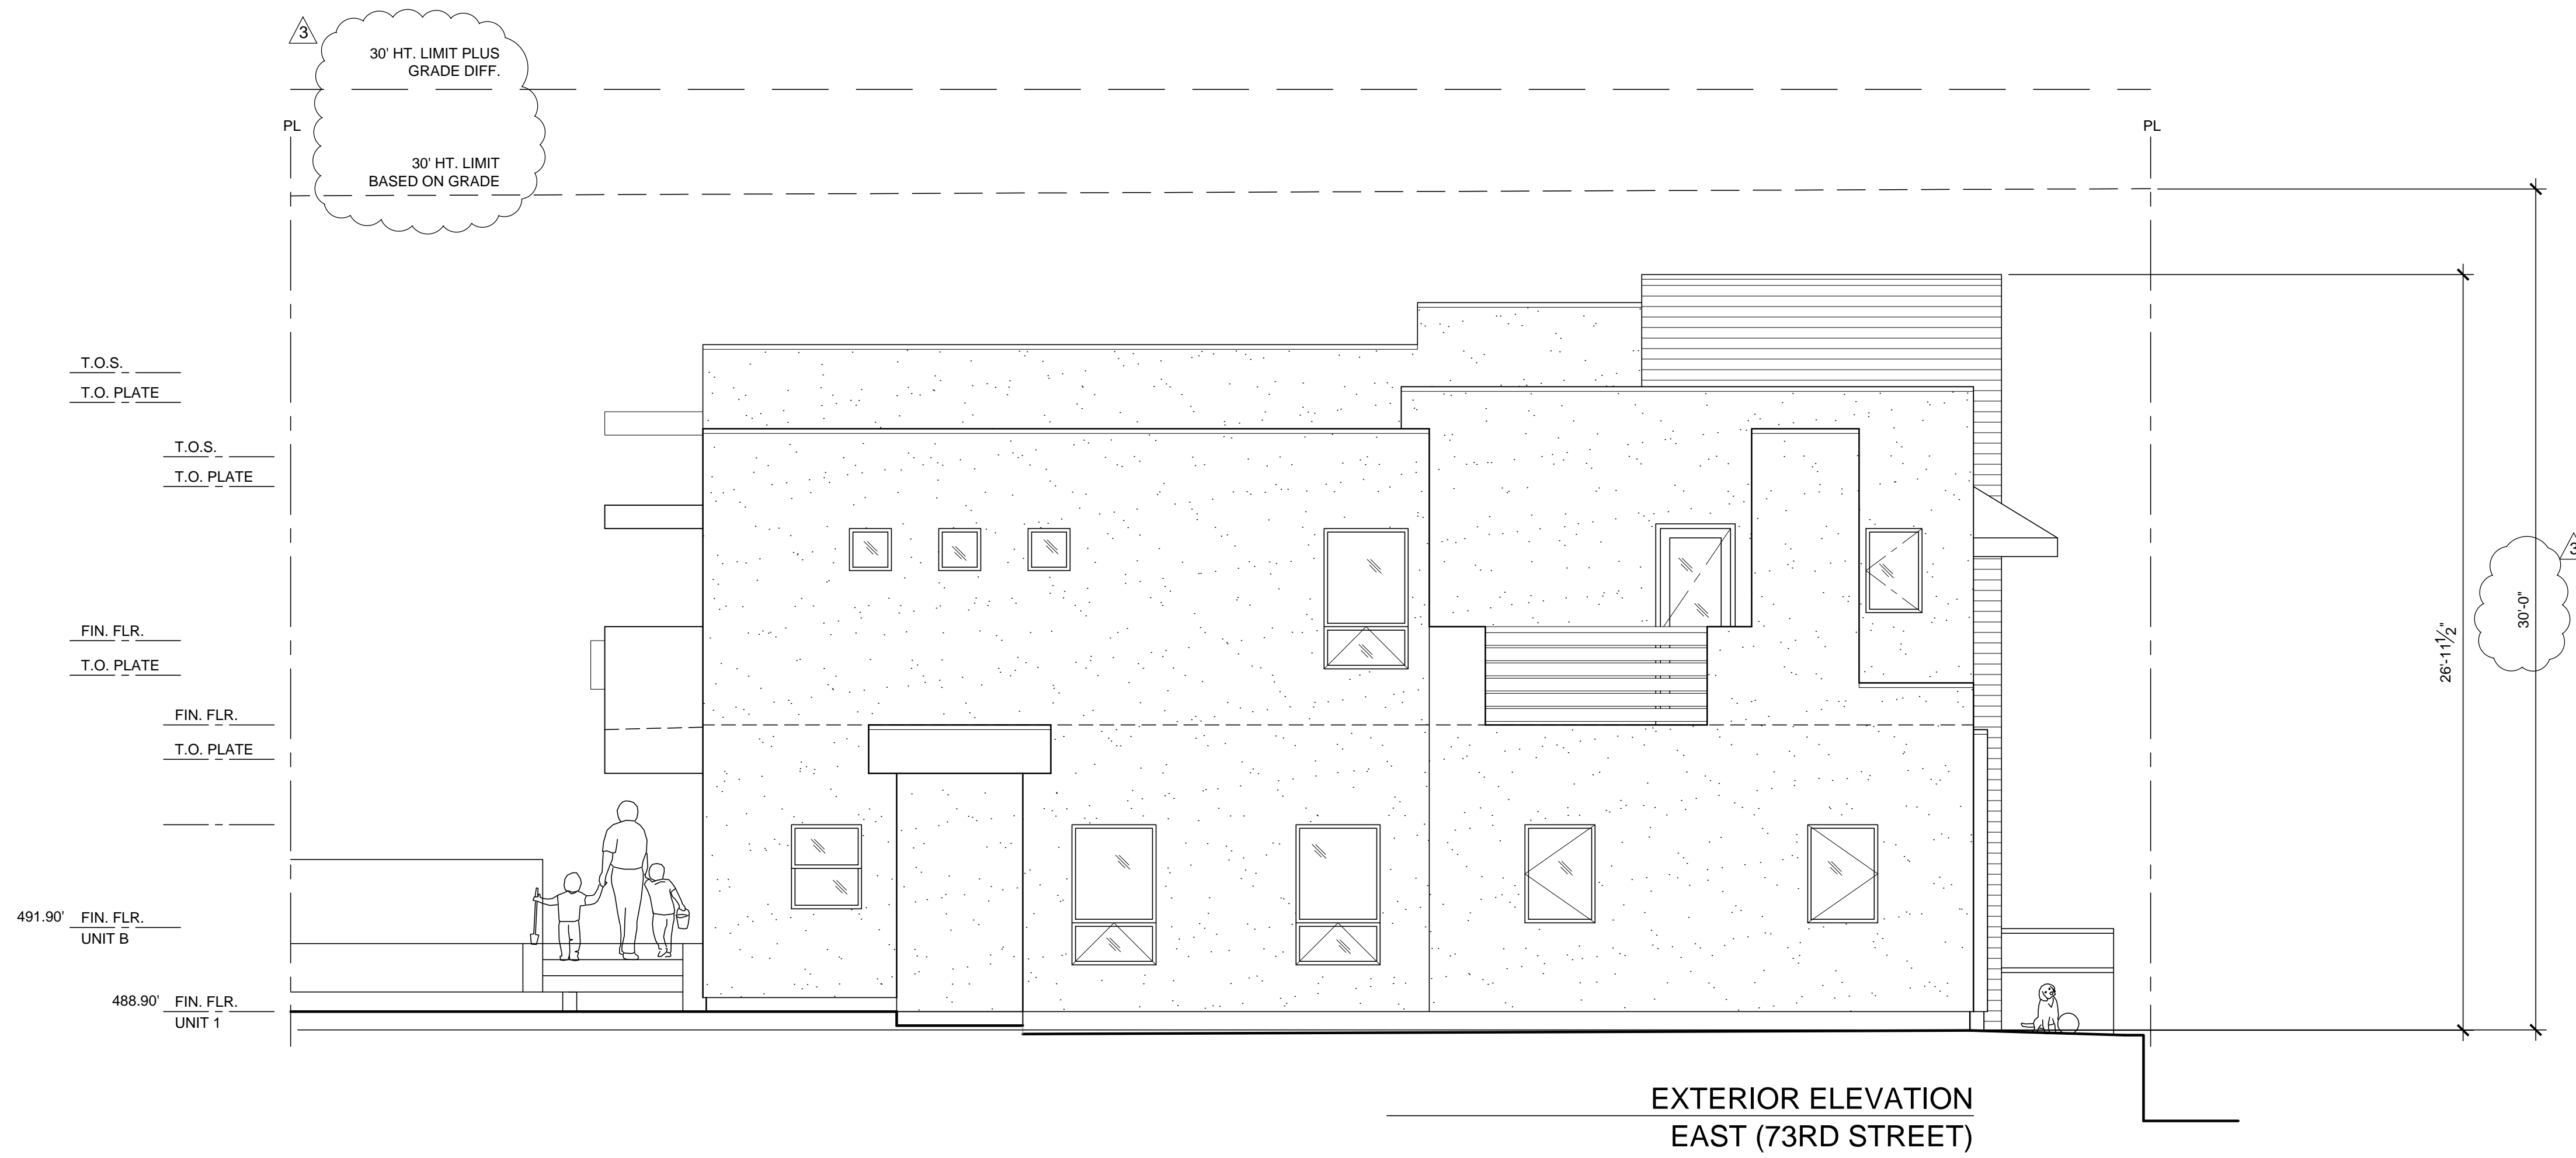 3
30' HT. LIMIT PLUS
GRADE DIFF.
PL
PL
30' HT. LIMIT
BASED ON GRADE
T.O.S.
T.O. PLATE
T.O.S.
T.O. PLATE
3
30'-0"
26'-11½"
FIN. FLR.
T.O. PLATE
FIN. FLR.
T.O. PLATE
491.90' FIN. FLR.
UNIT B
488.90' FIN. FLR.
UNIT 1
EXTERIOR ELEVATION
EAST (73RD STREET)